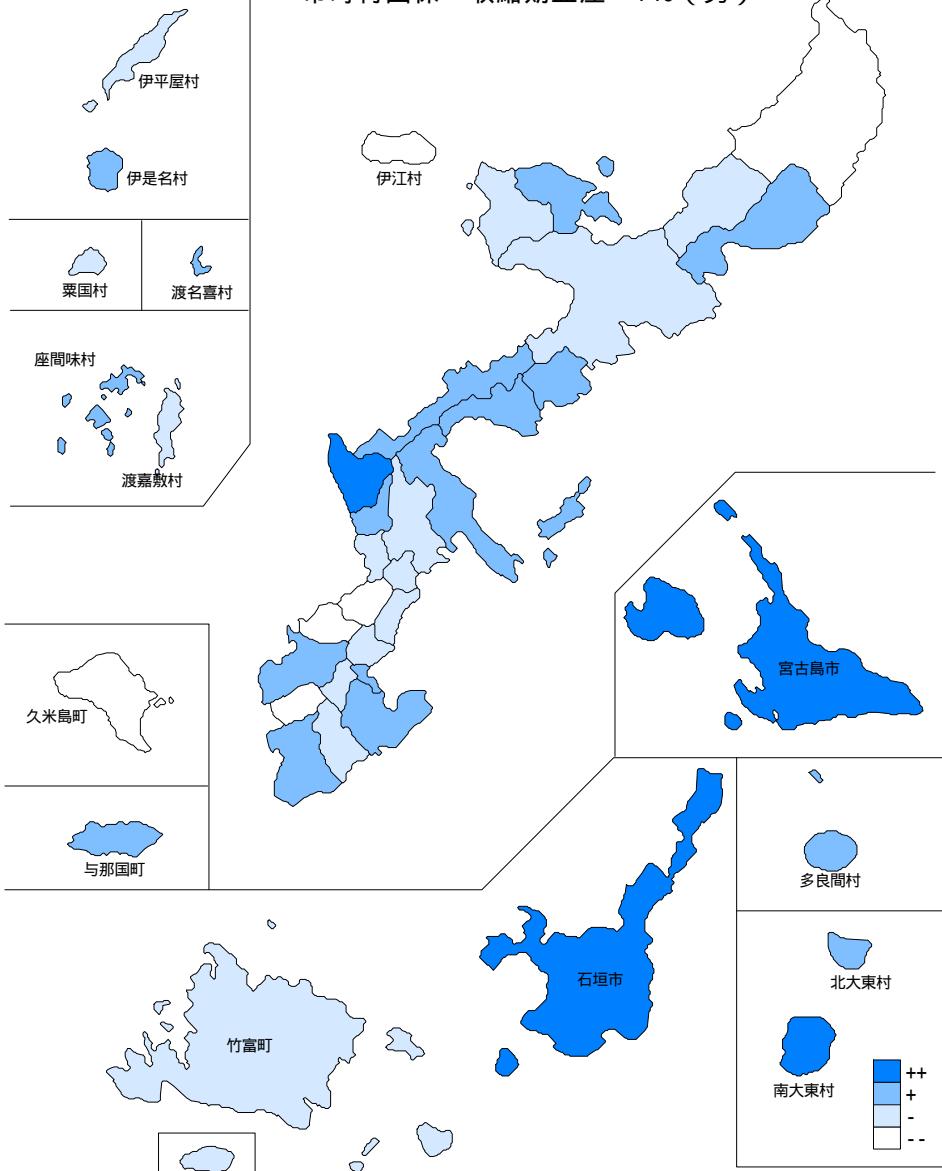 伊平屋村
伊是名村
伊江村
粟国村
渡名喜村
座間味村
渡嘉敷村
宮古島市
久米島町
与那国町
多良間村
北大東村
石垣市
竹富町
南大東村
++
+
-
--